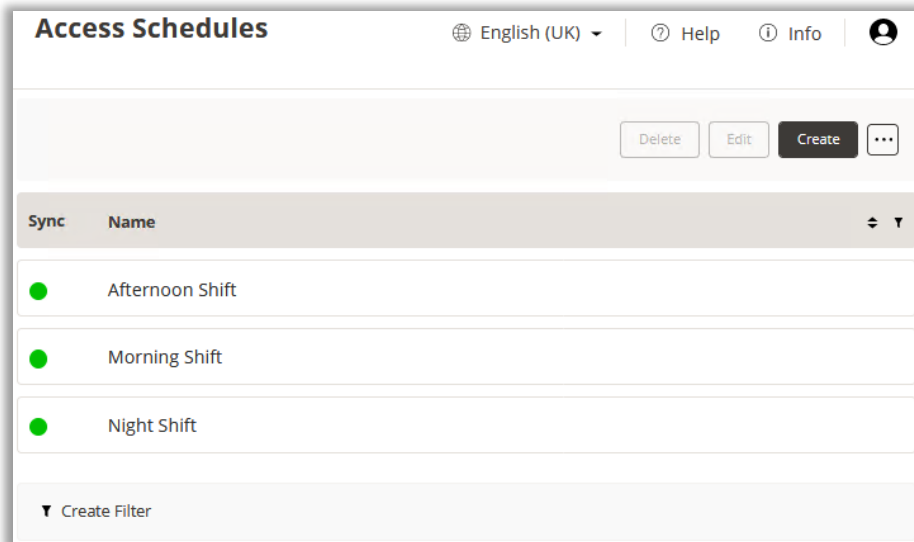 Access Schedules
English (UK)
Help
Info
Delete
Edit
Create
Sync Name
Afternoon Shift
Morning Shift
Night Shift
Create Filter